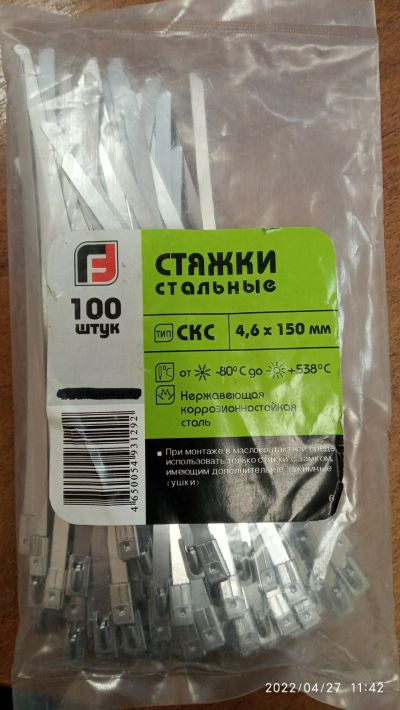 СТЯЖКИ
стальные
100
штук
тип СКС 4,6 x 150 мм
°C от -80°C до +538°C
Нержавеющая
коррозионностойкая
сталь
4 650054 931292
При монтаже в маслоконтактной среде
использовать только стяжки с замком,
имеющим дополнительные зажимные
(ушки)
6
2022/04/27 11:42